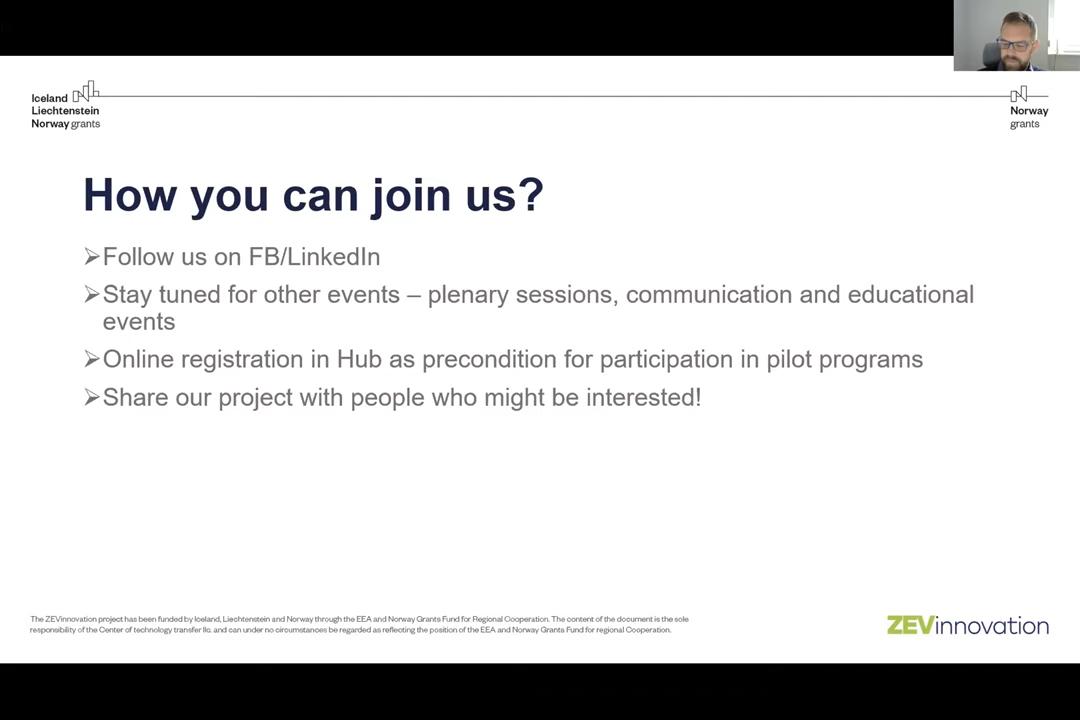 Iceland
Liechtenstein
Norway grants
Norway
grants
How you can join us?
➢Follow us on FB/LinkedIn
➢Stay tuned for other events – plenary sessions, communication and educational
events
➢Online registration in Hub as precondition for participation in pilot programs
➢Share our project with people who might be interested!
The ZEVinnovation project has been funded by Iceland, Liechtenstein and Norway through the EEA and Norway Grants Fund for Regional Cooperation. The content of the document is the sole
responsibility of the Center of technology transfer llc. and can under no circumstances be regarded as reflecting the position of the EEA and Norway Grants Fund for regional Cooperation.
ZEVinnovation